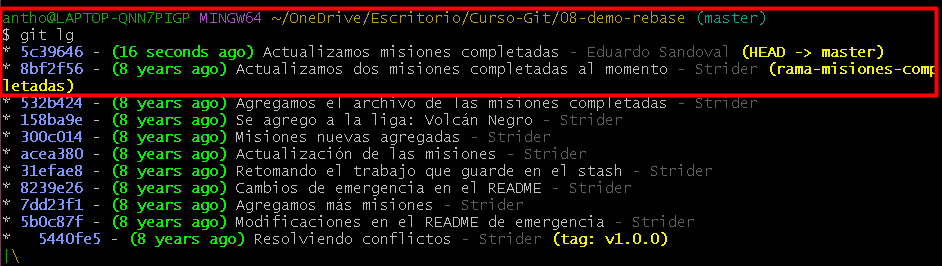 antho@LAPTOP-QNN7PIGP MINGW64 ~/OneDrive/Escritorio/Curso-Git/08-demo-rebase (master)
$ git lg
* 5c39646 - (16 seconds ago) Actualizamos misiones completadas - Eduardo Sandoval (HEAD -> master)
* 8bf2f56 - (8 years ago) Actualizamos dos misiones completadas al momento - Strider (rama-misiones-comp
letadas)
* 532b424 - (8 years ago) Agregamos el archivo de las misiones completadas - Strider
* 158ba9e - (8 years ago) Se agrego a la liga: Volcán Negro - Strider
* 300c014 - (8 years ago) Misiones nuevas agregadas - Strider
* acea380 - (8 years ago) Actualización de las misiones - Strider
* 31efae8 - (8 years ago) Retomando el trabajo que guarde en el stash - Strider
* 8239e26 - (8 years ago) Cambios de emergencia en el README - Strider
* 7dd23f1 - (8 years ago) Agregamos más misiones - Strider
* 5b0c87f - (8 years ago) Modificaciones en el README de emergencia - Strider
*   5440fe5 - (8 years ago) Resolviendo conflictos - Strider (tag: v1.0.0)
|\